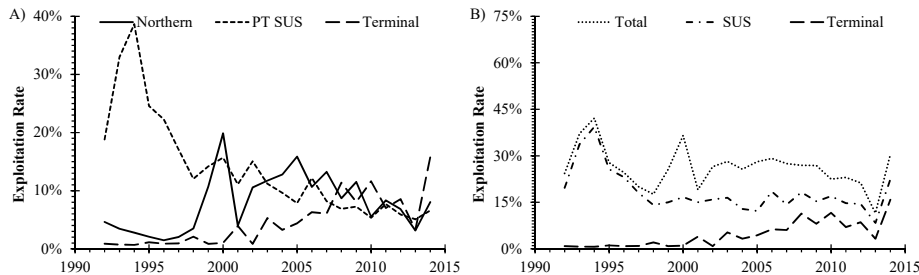 A)
Northern PT SUS Terminal
Exploitation Rate
40%
30%
20%
10%
0%
1990 1995 2000 2005 2010 2015
B)
Total SUS Terminal
Exploitation Rate
75%
60%
45%
30%
15%
0%
1990 1995 2000 2005 2010 2015